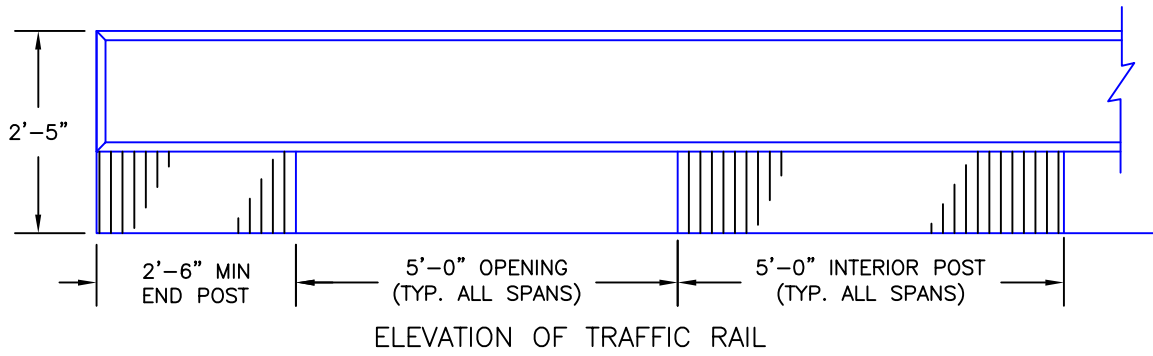 2'-5"
2'-6" MIN
END POST
5'-0" OPENING
(TYP. ALL SPANS)
5'-0" INTERIOR POST
(TYP. ALL SPANS)
ELEVATION OF TRAFFIC RAIL